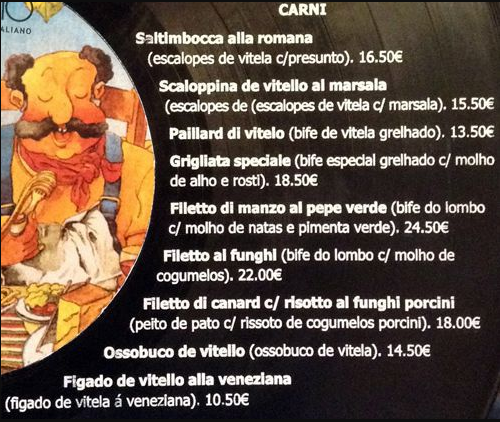 IO
ALIANO
CARNI
Saltimbocca alla romana
(escalopes de vitela c/presunto). 16.50€
Scaloppina de vitello al marsala
(escalopes de (escalopes de vitela c/ marsala). 15.50€
Paillard di vitelo (bife de vitela grelhado). 13.50€
Grigliata speciale (bife especial grelhado c/ molho
de alho e rosti). 18.50€
Filetto di manzo al pepe verde (bife do lombo
c/ molho de natas e pimenta verde). 24.50€
Filetto al funghi (bife do lombo c/ molho de
cogumelos). 22.00€
Filetto di canard c/ risotto al funghi porcini
(peito de pato c/ rissoto de cogumelos porcini). 18.00€
Ossobuco de vitello (ossobuco de vitela). 14.50€
Figado de vitello alla veneziana
(figado de vitela á veneziana). 10.50€